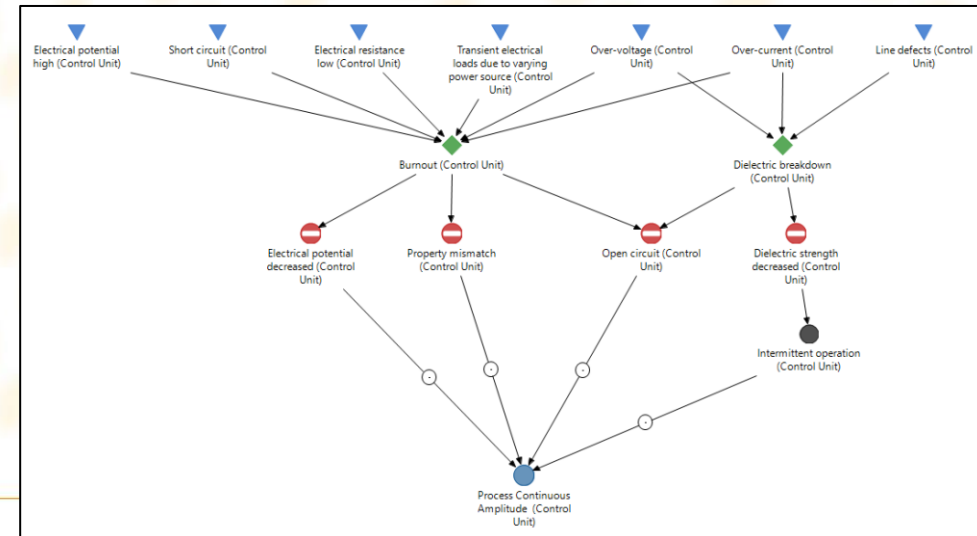 Electrical potential
high (Control Unit)
Short circuit (Control
Unit)
Electrical resistance
low (Control Unit)
Transient electrical
loads due to varying
power source (Control
Unit)
Over-voltage (Control
Unit)
Over-current (Control
Unit)
Line defects (Control
Unit)
Burnout (Control Unit)
Dielectric breakdown
(Control Unit)
Electrical potential
decreased (Control
Unit)
Property mismatch
(Control Unit)
Open circuit (Control
Unit)
Dielectric strength
decreased (Control
Unit)
Intermittent operation
(Control Unit)
Process Continuous
Amplitude (Control
Unit)